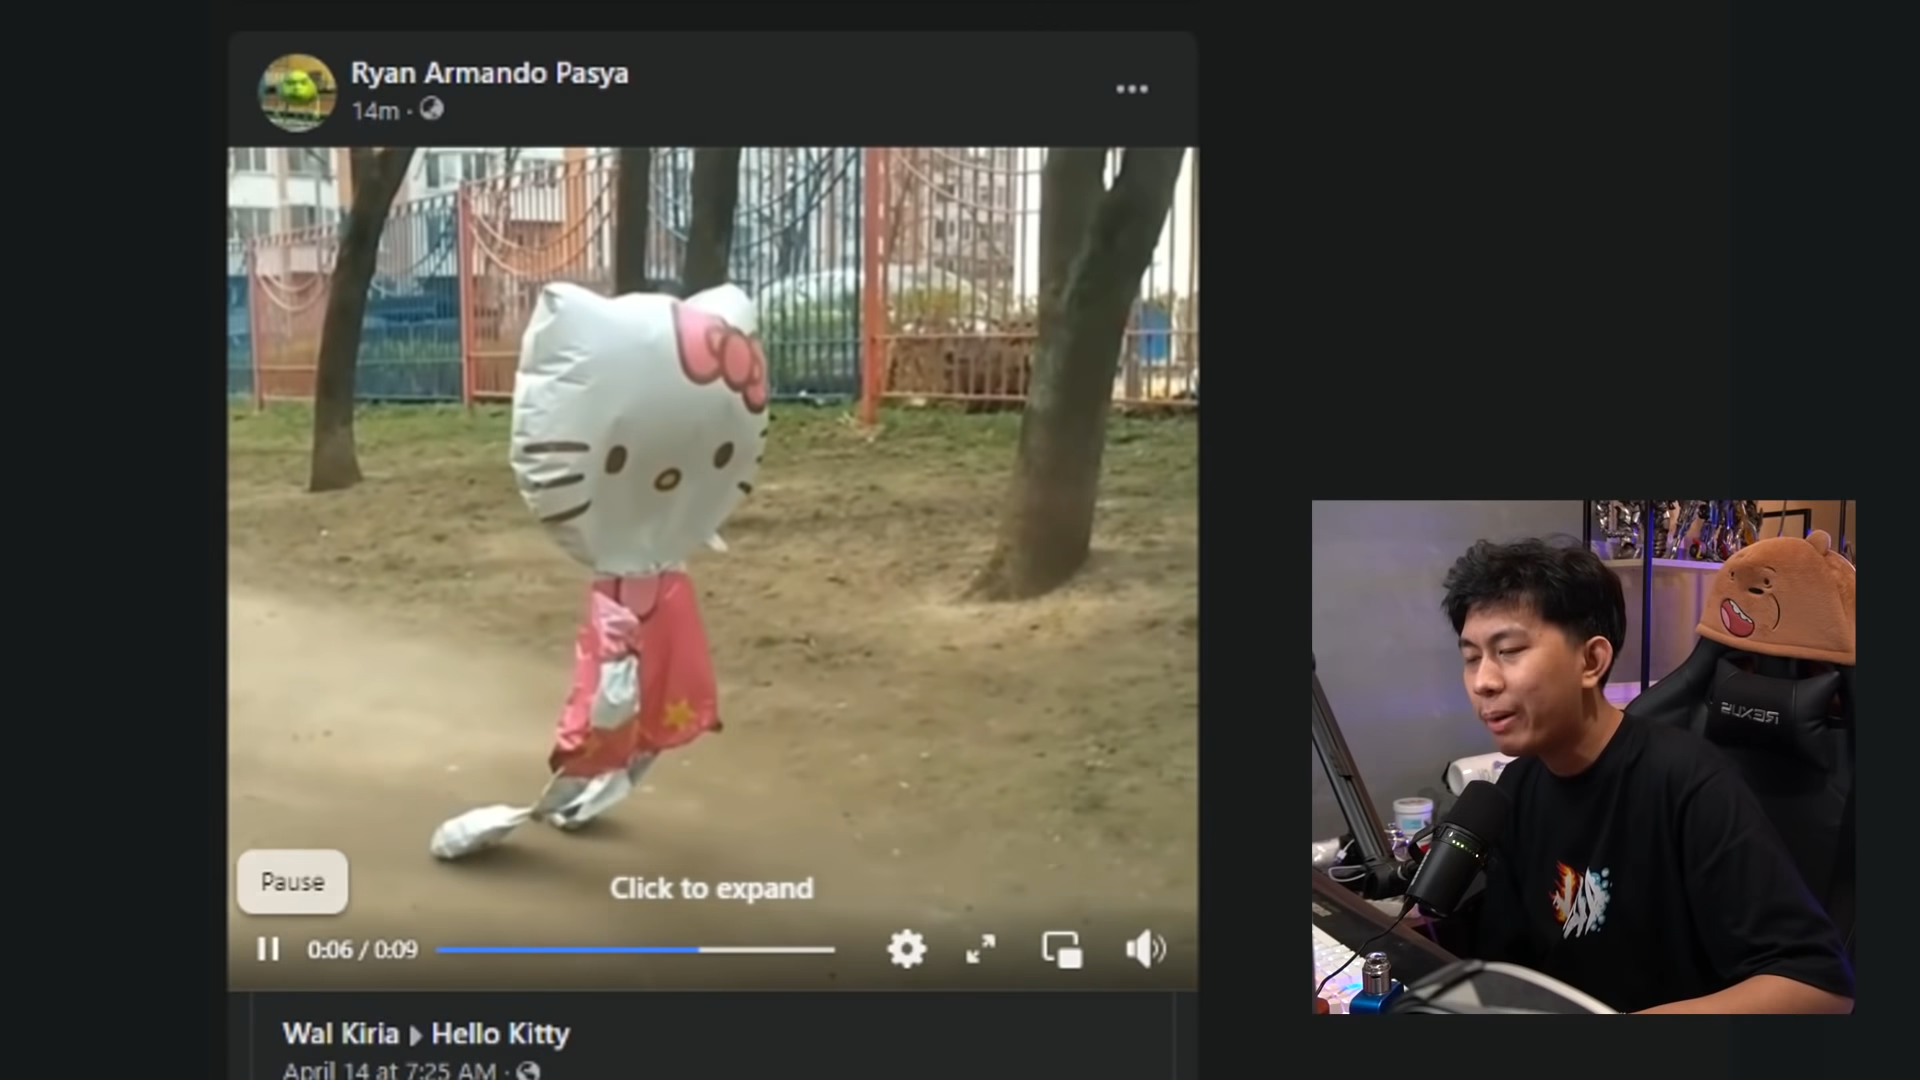 Ryan Armando Pasya
14m ·
Pause
Click to expand
0:06 / 0:09
REXUS
Wal Kiria ▸ Hello Kitty
April 14 at 7:25 AM ·